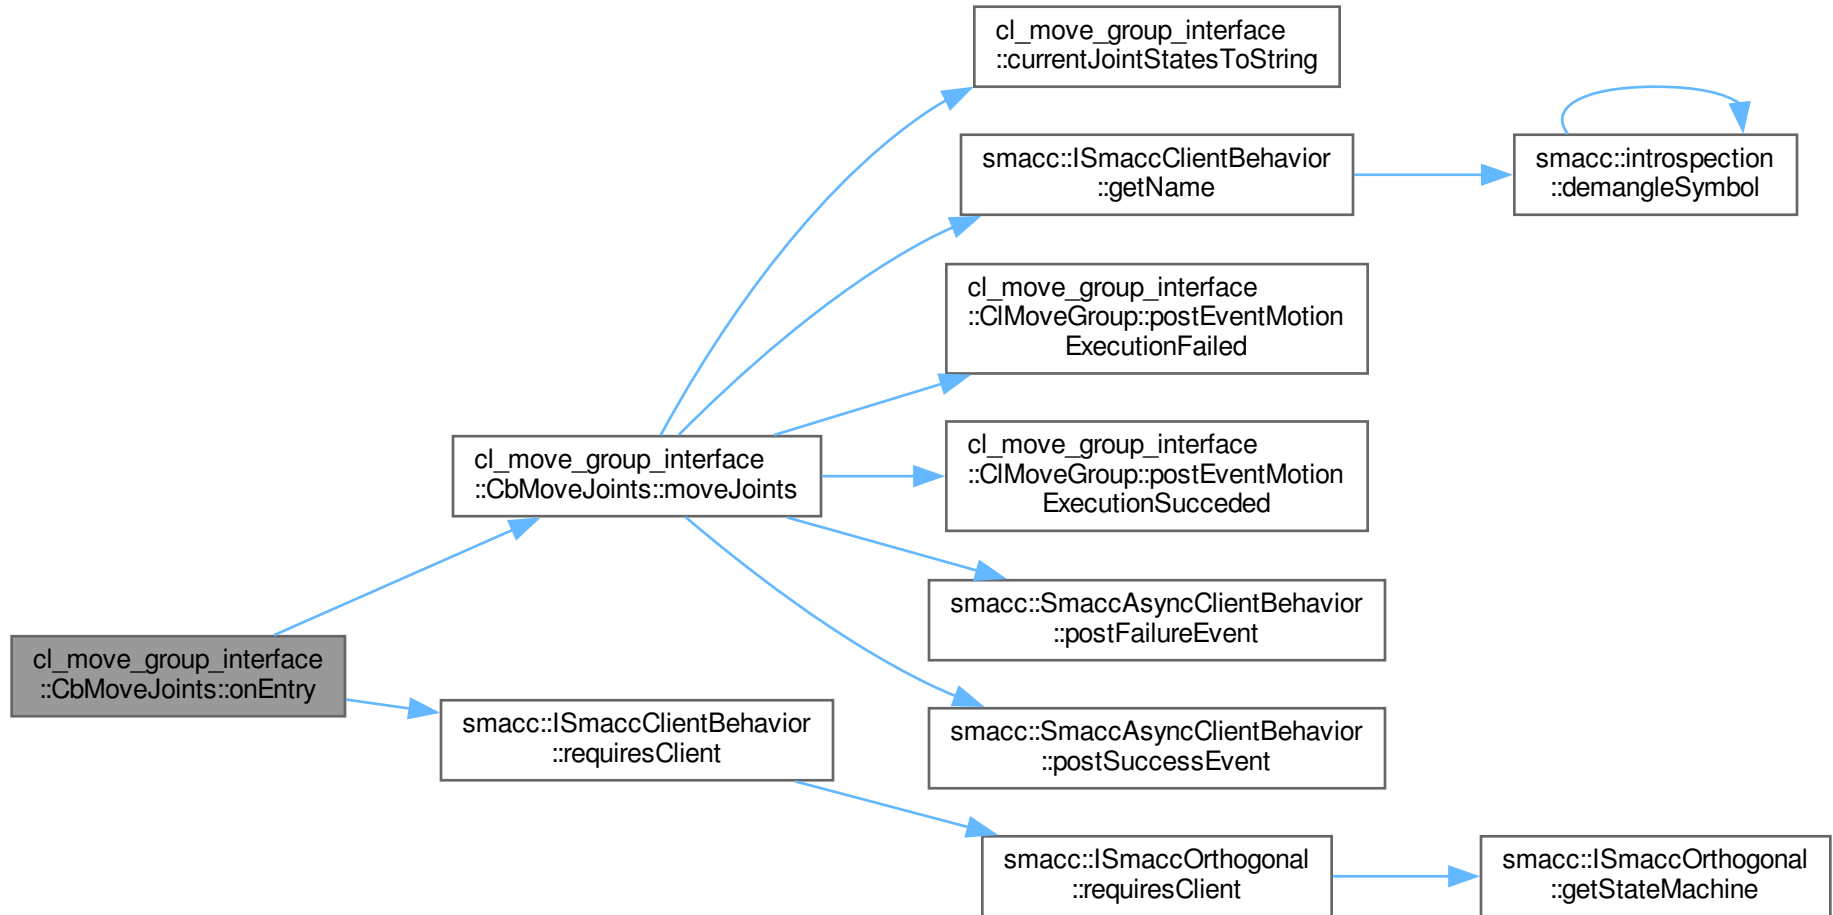 cl_move_group_interface
::currentJointStatesToString
smacc::ISmaccClientBehavior
::getName
smacc::introspection
::demangleSymbol
cl_move_group_interface
::ClMoveGroup::postEventMotion
ExecutionFailed
cl_move_group_interface
::CbMoveJoints::moveJoints
cl_move_group_interface
::ClMoveGroup::postEventMotion
ExecutionSucceded
smacc::SmaccAsyncClientBehavior
::postFailureEvent
cl_move_group_interface
::CbMoveJoints::onEntry
smacc::ISmaccClientBehavior
::requiresClient
smacc::SmaccAsyncClientBehavior
::postSuccessEvent
smacc::ISmaccOrthogonal
::requiresClient
smacc::ISmaccOrthogonal
::getStateMachine